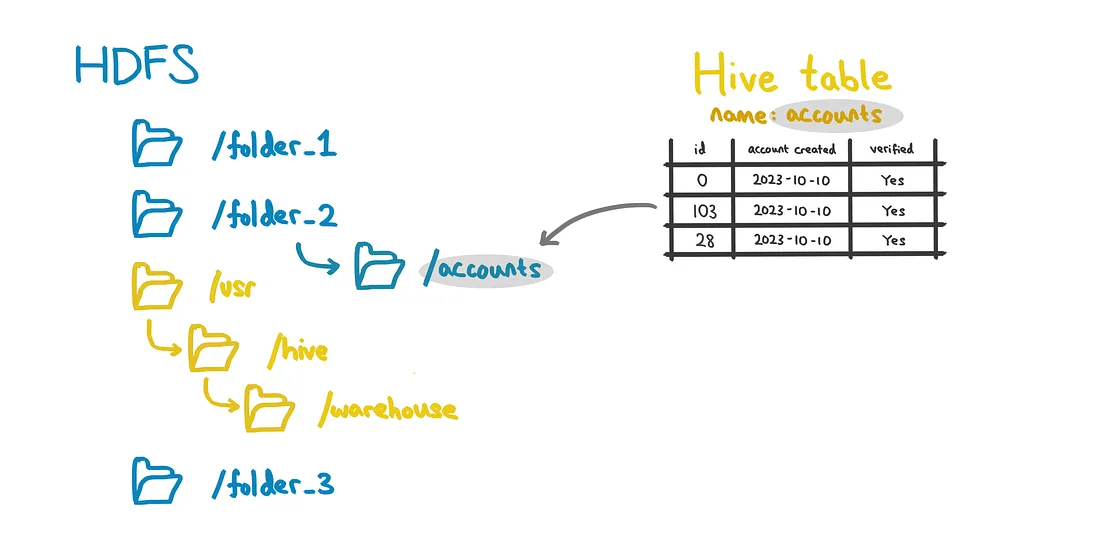 HDFS
/folder_1
/folder_2
/accounts
/usr
/hive
/warehouse
/folder_3
Hive table
name: accounts
id account created verified
0 2023-10-10 Yes
103 2023-10-10 Yes
28 2023-10-10 Yes